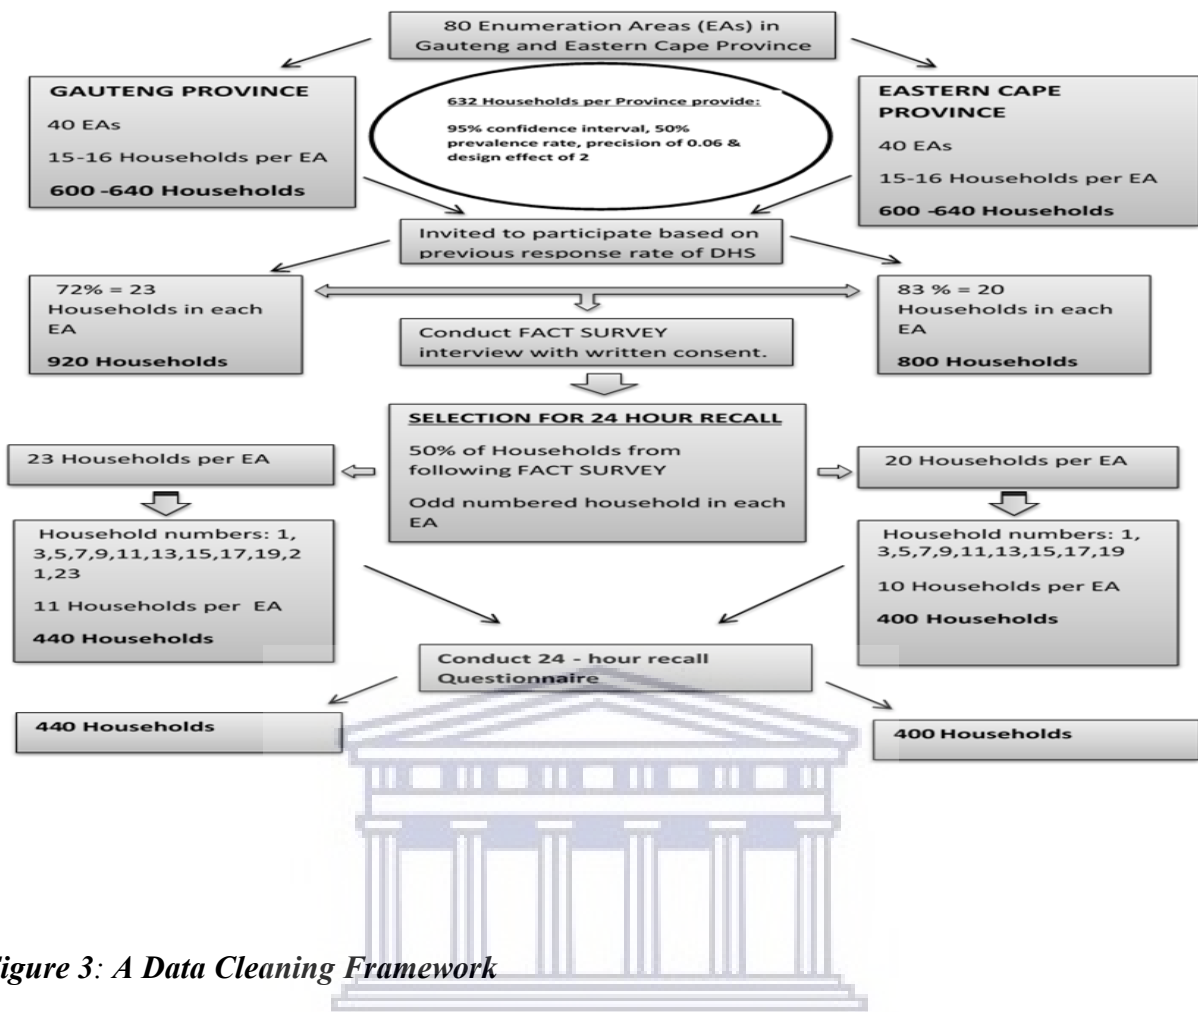 80 Enumeration Areas (EAs) in
Gauteng and Eastern Cape Province
GAUTENG PROVINCE
40 EAs
15-16 Households per EA
600 -640 Households
632 Households per Province provide:
95% confidence interval, 50%
prevalence rate, precision of 0.06 &
design effect of 2
EASTERN CAPE
PROVINCE
40 EAs
15-16 Households per EA
600 -640 Households
Invited to participate based on
previous response rate of DHS
72% = 23
Households in each
EA
920 Households
83 % = 20
Households in each
EA
800 Households
Conduct FACT SURVEY
interview with written consent.
SELECTION FOR 24 HOUR RECALL
50% of Households from
following FACT SURVEY
Odd numbered household in each
EA
23 Households per EA
20 Households per EA
Household numbers: 1,
3,5,7,9,11,13,15,17,19,2
1,23
11 Households per EA
440 Households
Household numbers: 1,
3,5,7,9,11,13,15,17,19
10 Households per EA
400 Households
Conduct 24 - hour recall
Questionnaire
440 Households
400 Households
igure 3: A Data Cleaning Framework